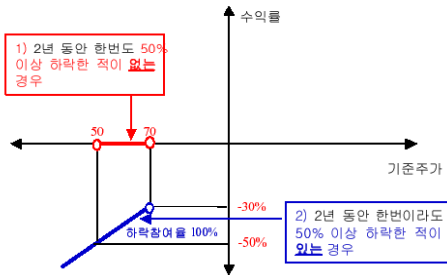 수익률
1) 2년 동안 한번도 50%
이상 하락한 적이 없는
경우
50
70
기준주가
-30%
하락참여율 100%
-50%
2) 2년 동안 한번이라도
50% 이상 하락한 적이
있는 경우